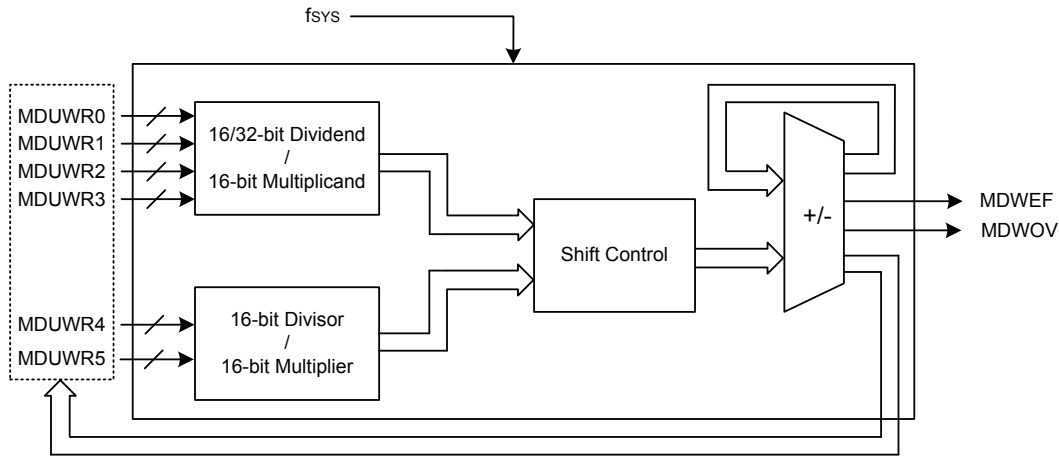 fSYS
MDUWR0
MDUWR1
MDUWR2
MDUWR3
16/32-bit Dividend
/
16-bit Multiplicand
Shift Control
+/-
MDWEF
MDWOV
MDUWR4
MDUWR5
16-bit Divisor
/
16-bit Multiplier